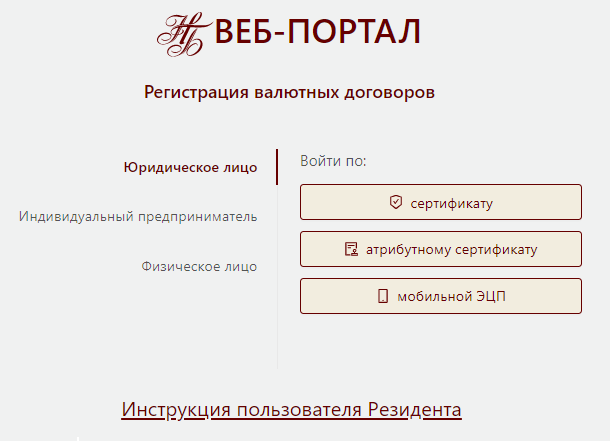 ВЕБ-ПОРТАЛ
Регистрация валютных договоров
Юридическое лицо
Индивидуальный предприниматель
Физическое лицо
Войти по:
сертификату
атрибутному сертификату
мобильной ЭЦП
Инструкция пользователя Резидента